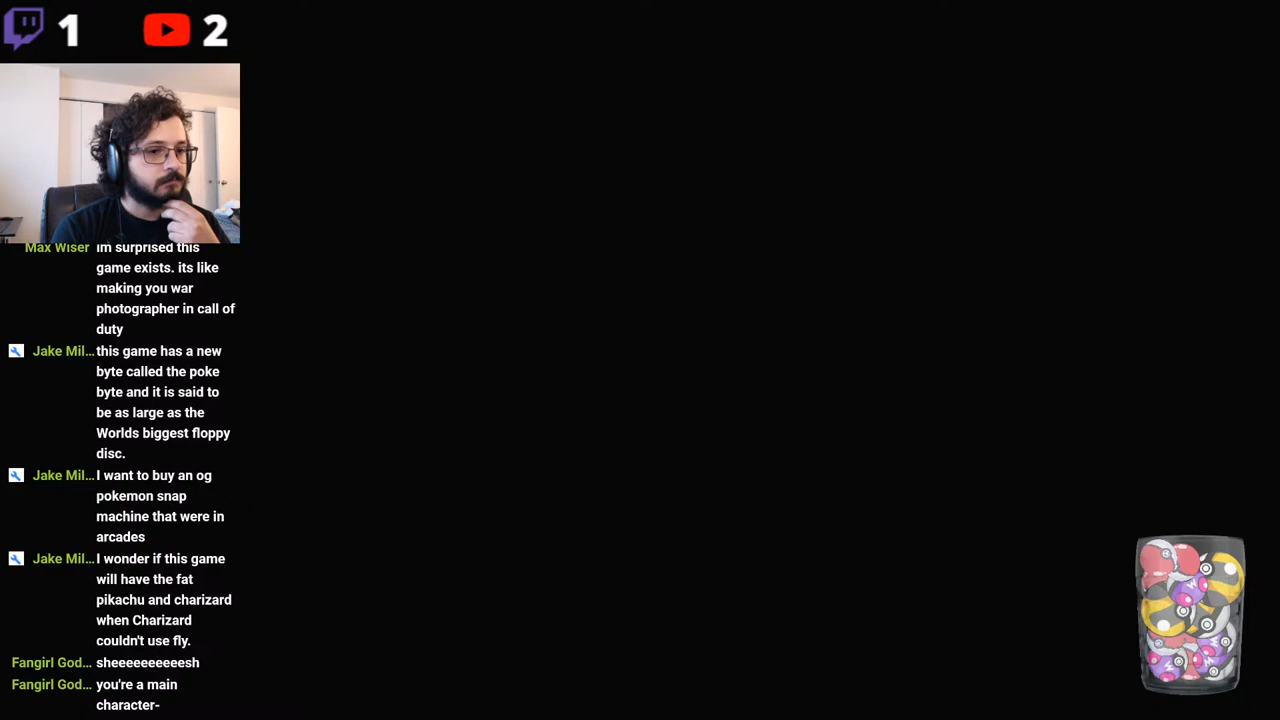 1
2
Max Wiser im surprised this
game exists. its like
making you war
photographer in call of
duty
Jake Mil... this game has a new
byte called the poke
byte and it is said to
be as large as the
Worlds biggest floppy
disc.
Jake Mil... I want to buy an og
pokemon snap
machine that were in
arcades
Jake Mil... I wonder if this game
will have the fat
pikachu and charizard
when Charizard
couldn't use fly.
Fangirl God... sheeeeeeeeeesh
Fangirl God... you're a main
character-